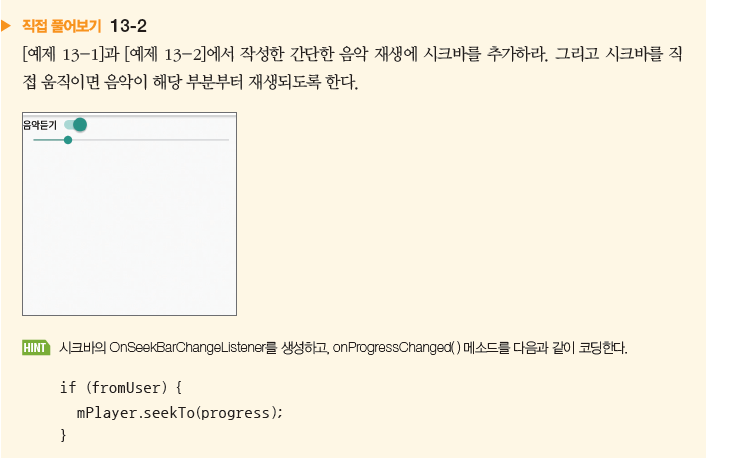 직접 풀어보기 13-2
[예제 13-1]과 [예제 13-2]에서 작성한 간단한 음악 재생에 시크바를 추가하라. 그리고 시크바를 직
접 움직이면 음악이 해당 부분부터 재생되도록 한다.
음악듣기
HINT 시크바의 OnSeekBarChangeListener를 생성하고, onProgressChanged( ) 메소드를 다음과 같이 코딩한다.
if (fromUser) {
mPlayer.seekTo(progress);
}